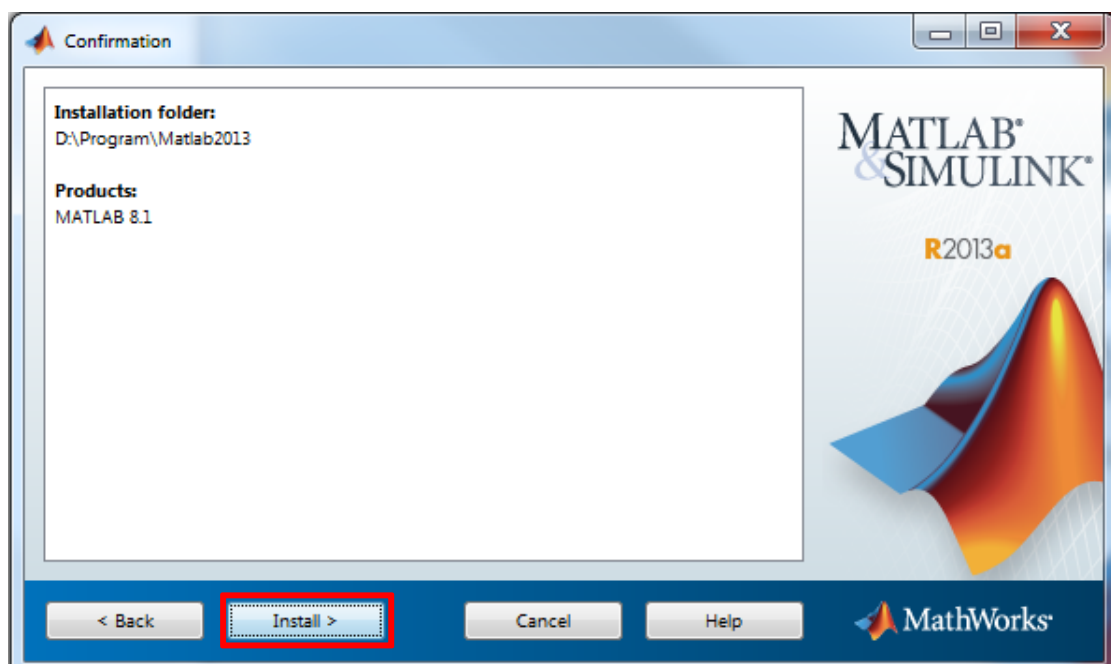 Confirmation
Installation folder:
D:\Program\Matlab2013
Products:
MATLAB 8.1
MATLAB®
&SIMULINK®
R2013a
< Back
Install >
Cancel
Help
MathWorks®